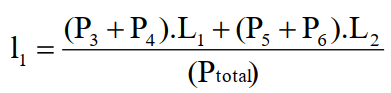 l₁ = (P₃ + P₄).L₁ + (P₅ + P₆).L₂
(Ptotal)